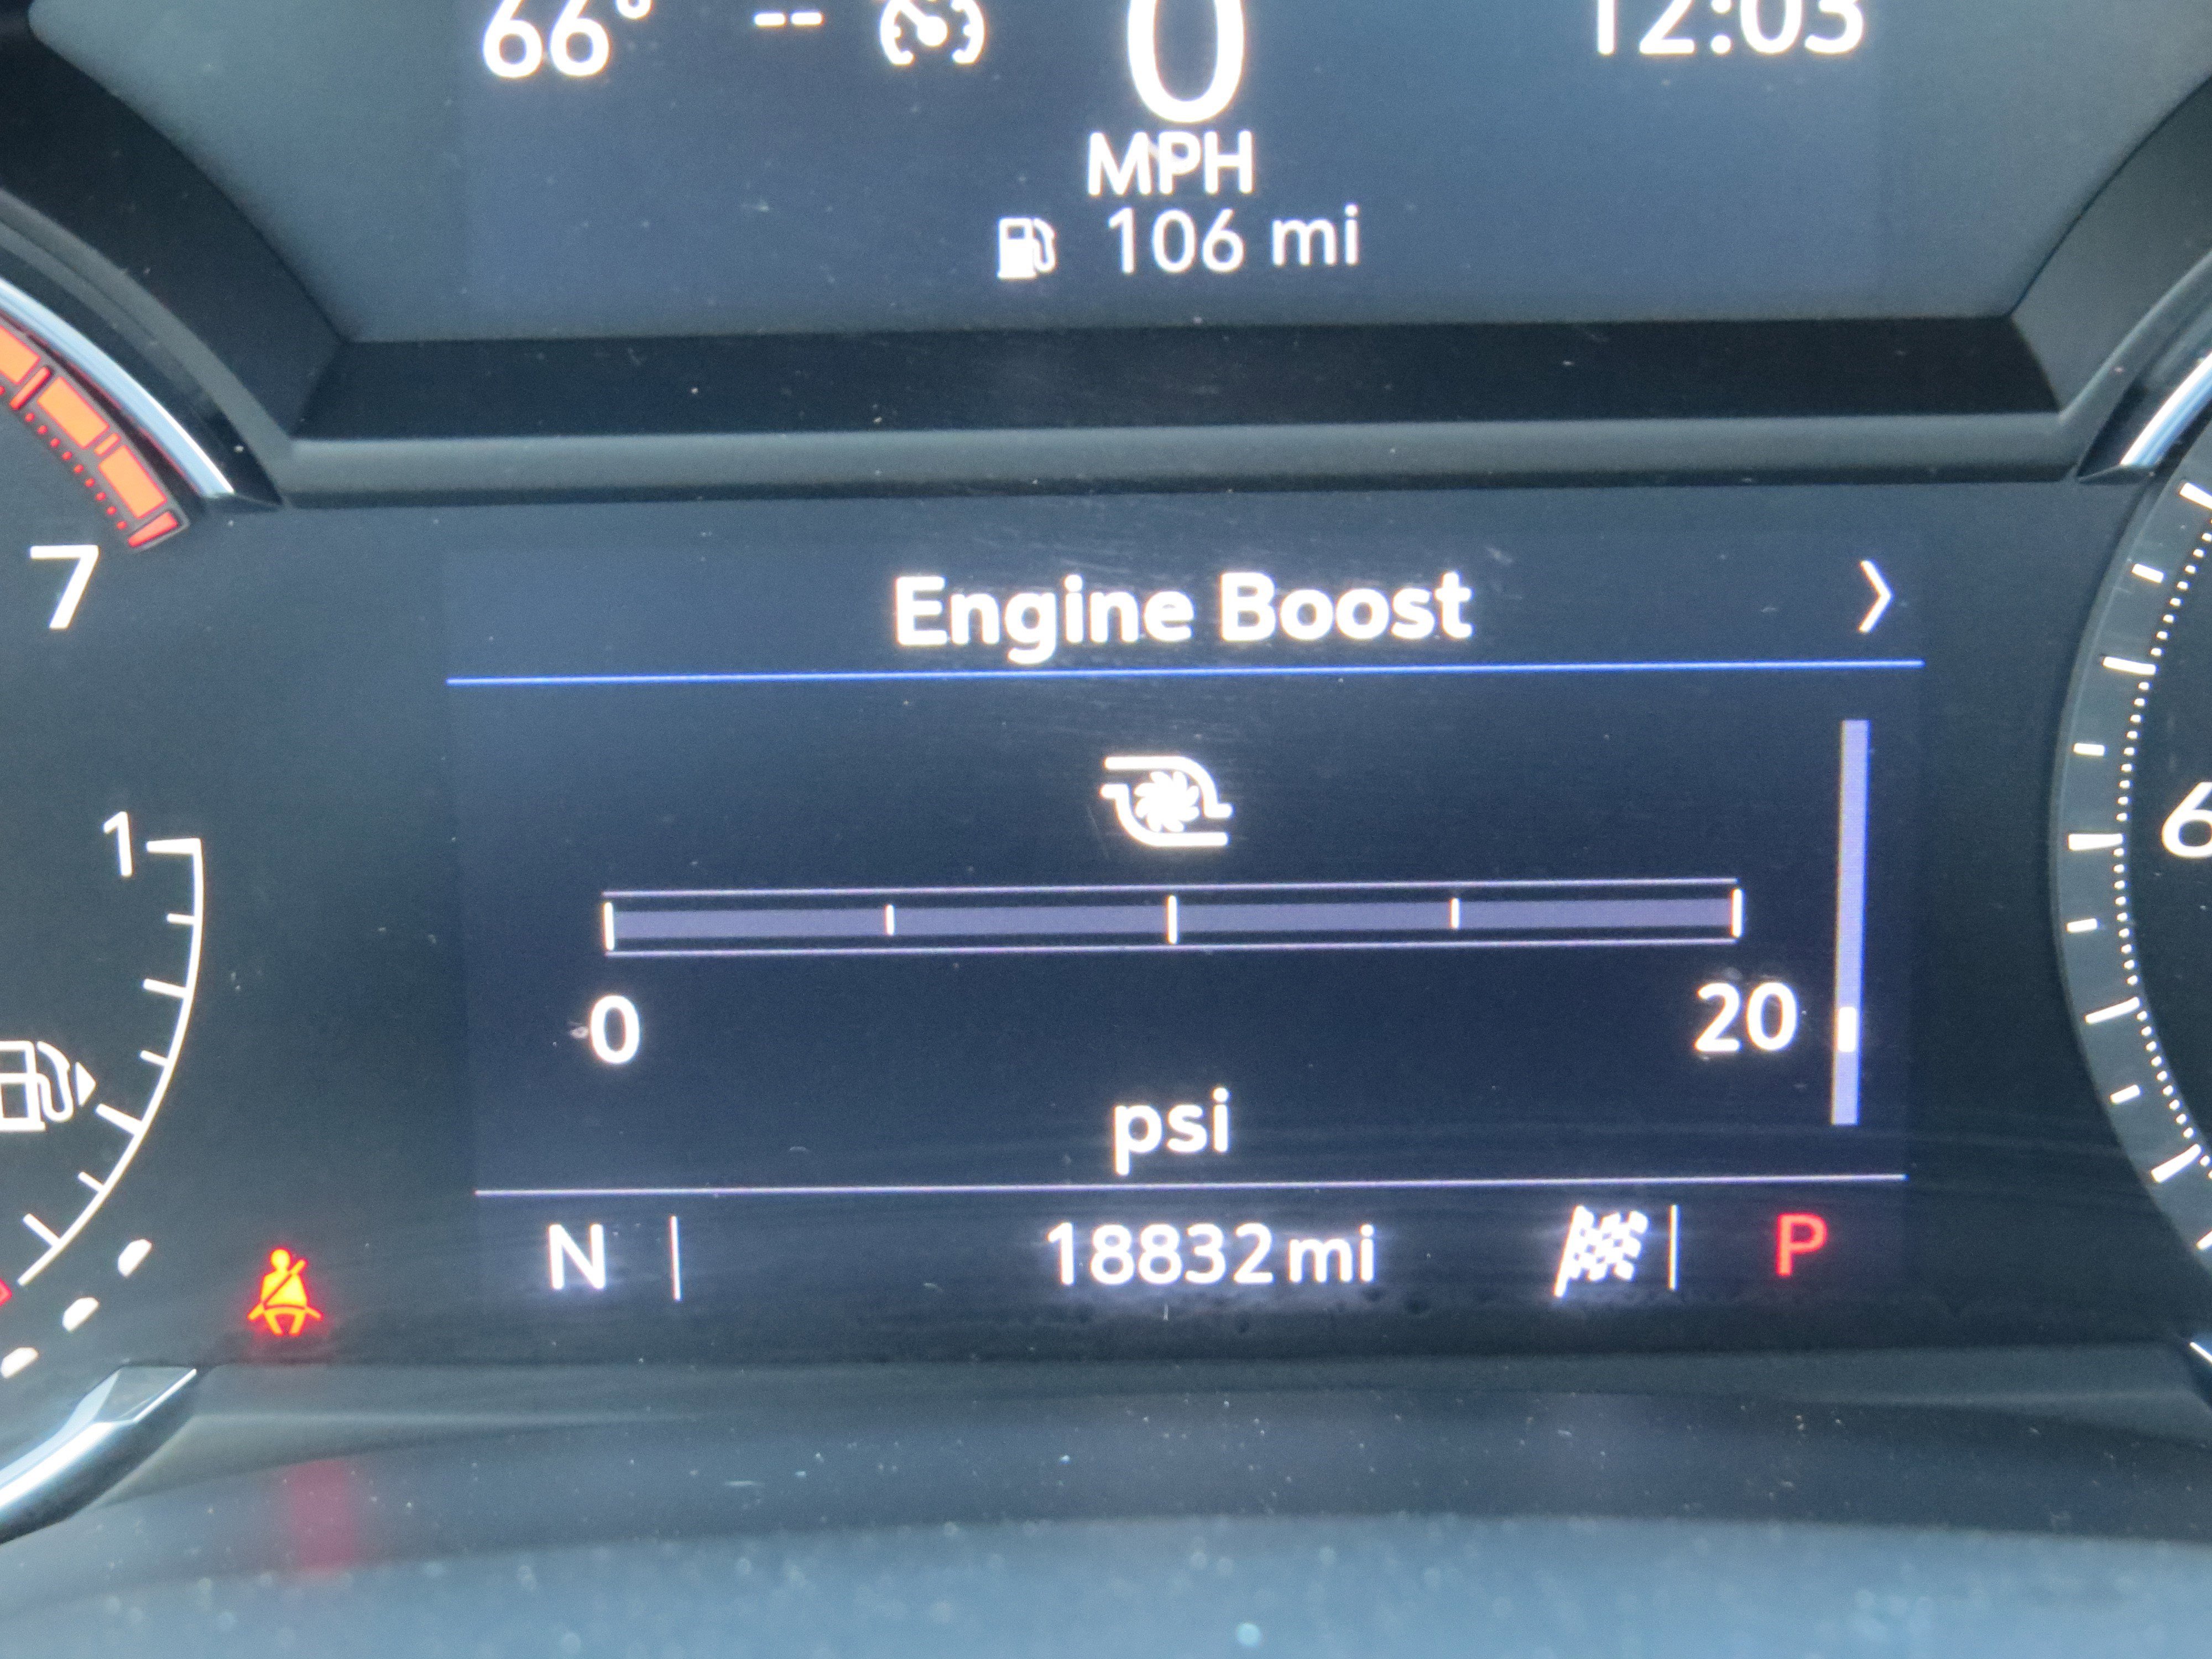 66° -- 0 12:03
MPH
106 mi
7
Engine Boost
1
6
0 20
psi
N 18832mi P